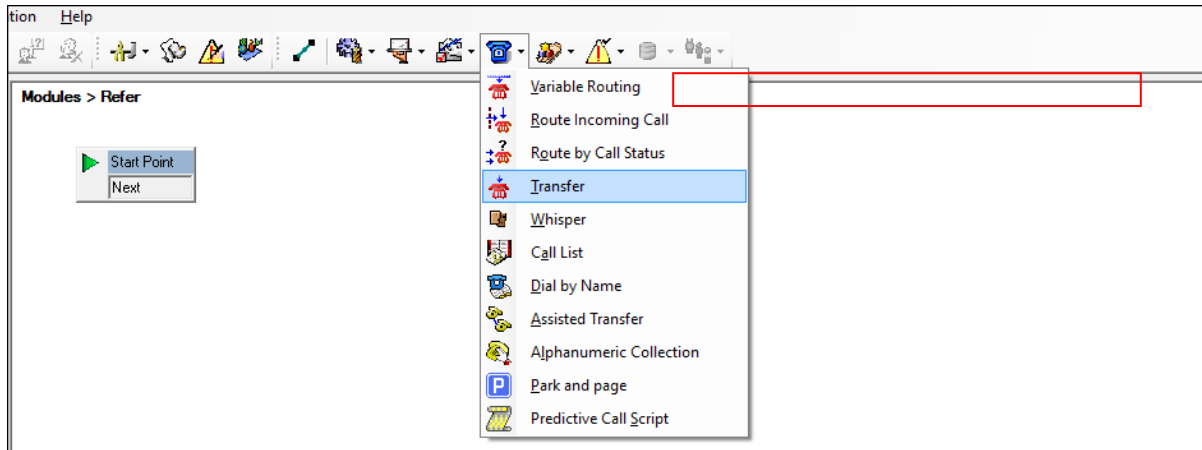 tion Help
Modules > Refer
Start Point
Next
Variable Routing
Route Incoming Call
Route by Call Status
Transfer
Whisper
Call List
Dial by Name
Assisted Transfer
Alphanumeric Collection
Park and page
Predictive Call Script